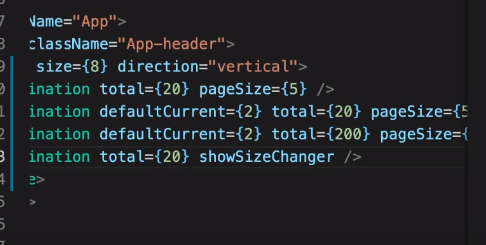 Name="App">
className="App-header">
size={8} direction="vertical">
ination total={20} pageSize={5} />
ination defaultCurrent={2} total={20} pageSize={5
ination defaultCurrent={2} total={200} pageSize={
ination total={20} showSizeChanger />
e>
>